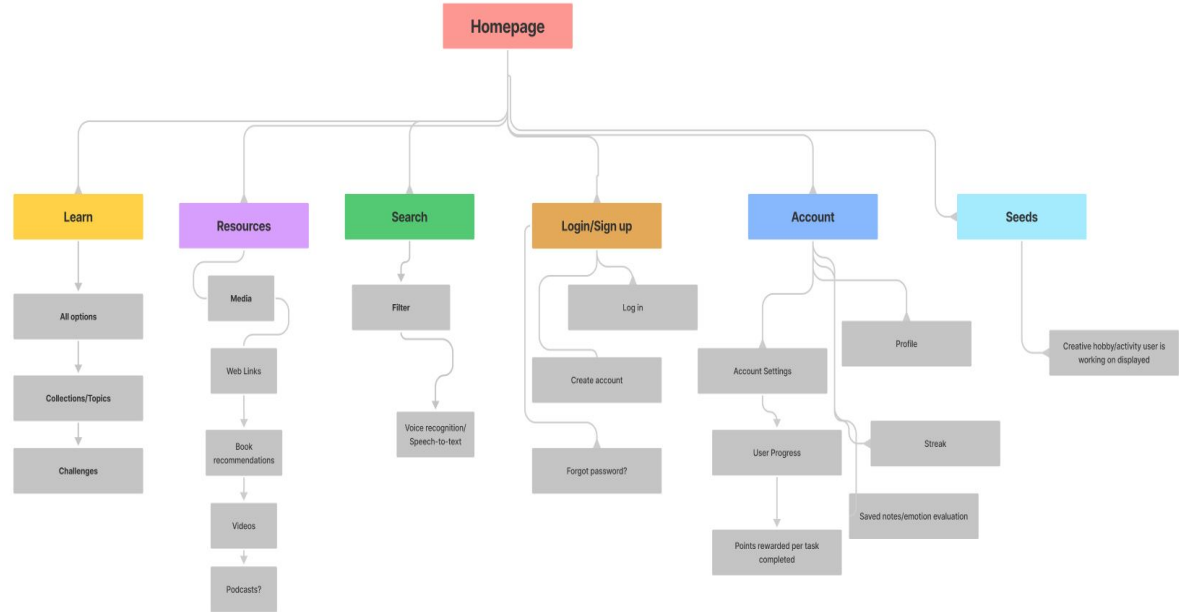 Homepage
Learn
Resources
Search
Login/Sign up
Account
Seeds
All options
Collections/Topics
Challenges
Media
Web Links
Book
recommendations
Videos
Podcasts?
Filter
Voice recognition/
Speech-to-text
Log in
Create account
Forgot password?
Account Settings
User Progress
Points rewarded per task
completed
Profile
Streak
Saved notes/emotion evaluation
Creative hobby/activity user is
working on displayed